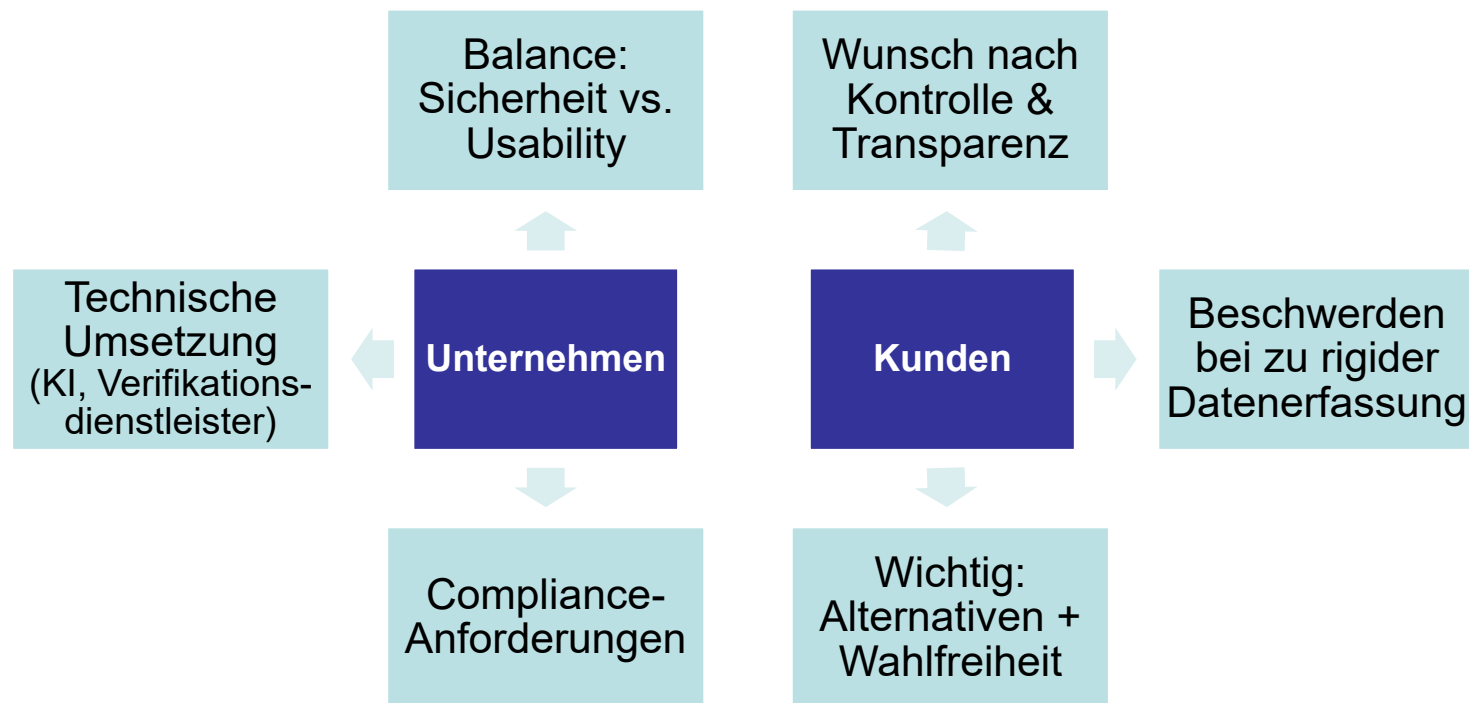 Balance:
Sicherheit vs.
Usability
Wunsch nach
Kontrolle &
Transparenz
Technische
Umsetzung
(KI, Verifikations-
dienstleister)
Unternehmen
Kunden
Beschwerden
bei zu rigider
Datenerfassung
Compliance-
Anforderungen
Wichtig:
Alternativen +
Wahlfreiheit